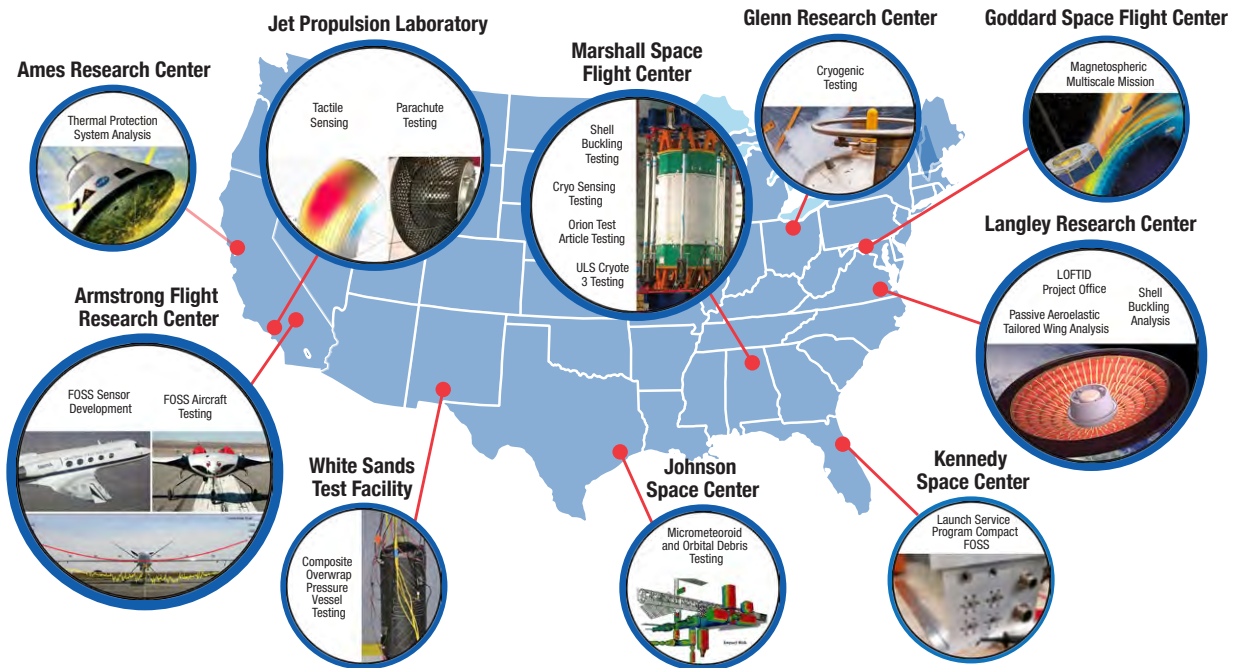 Jet Propulsion Laboratory
Tactile
Sensing
Parachute
Testing
Glenn Research Center
Cryogenic
Testing
Goddard Space Flight Center
Magnetospheric
Multiscale Mission
Marshall Space
Flight Center
Shell
Buckling
Testing
Cryo Sensing
Testing
Orion Test
Article Testing
ULS Cryote
3 Testing
Ames Research Center
Thermal Protection
System Analysis
Langley Research Center
LOFTID
Project Office
Passive Aeroelastic
Tailored Wing Analysis
Shell
Buckling
Analysis
Armstrong Flight
Research Center
FOSS Sensor
Development
FOSS Aircraft
Testing
White Sands
Test Facility
Composite
Overwrap
Pressure
Vessel
Testing
Johnson
Space Center
Micrometeoroid
and Orbital Debris
Testing
Kennedy
Space Center
Launch Service
Program Compact
FOSS